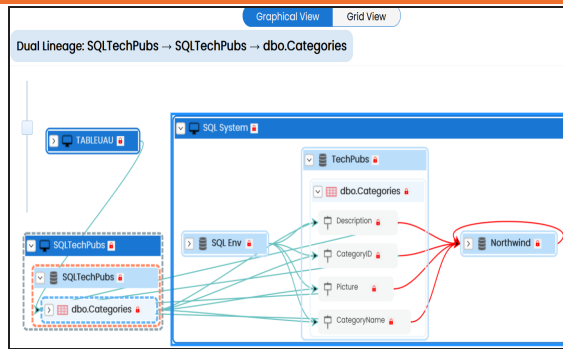 Graphical View
Grid View
Dual Lineage: SQLTechPubs → SQLTechPubs → dbo.Categories
TABLEUAU
SQL System
TechPubs
dbo.Categories
Description
SQL Env
CategoryID
Northwind
Picture
CategoryName
SQLTechPubs
SQLTechPubs
dbo.Categories